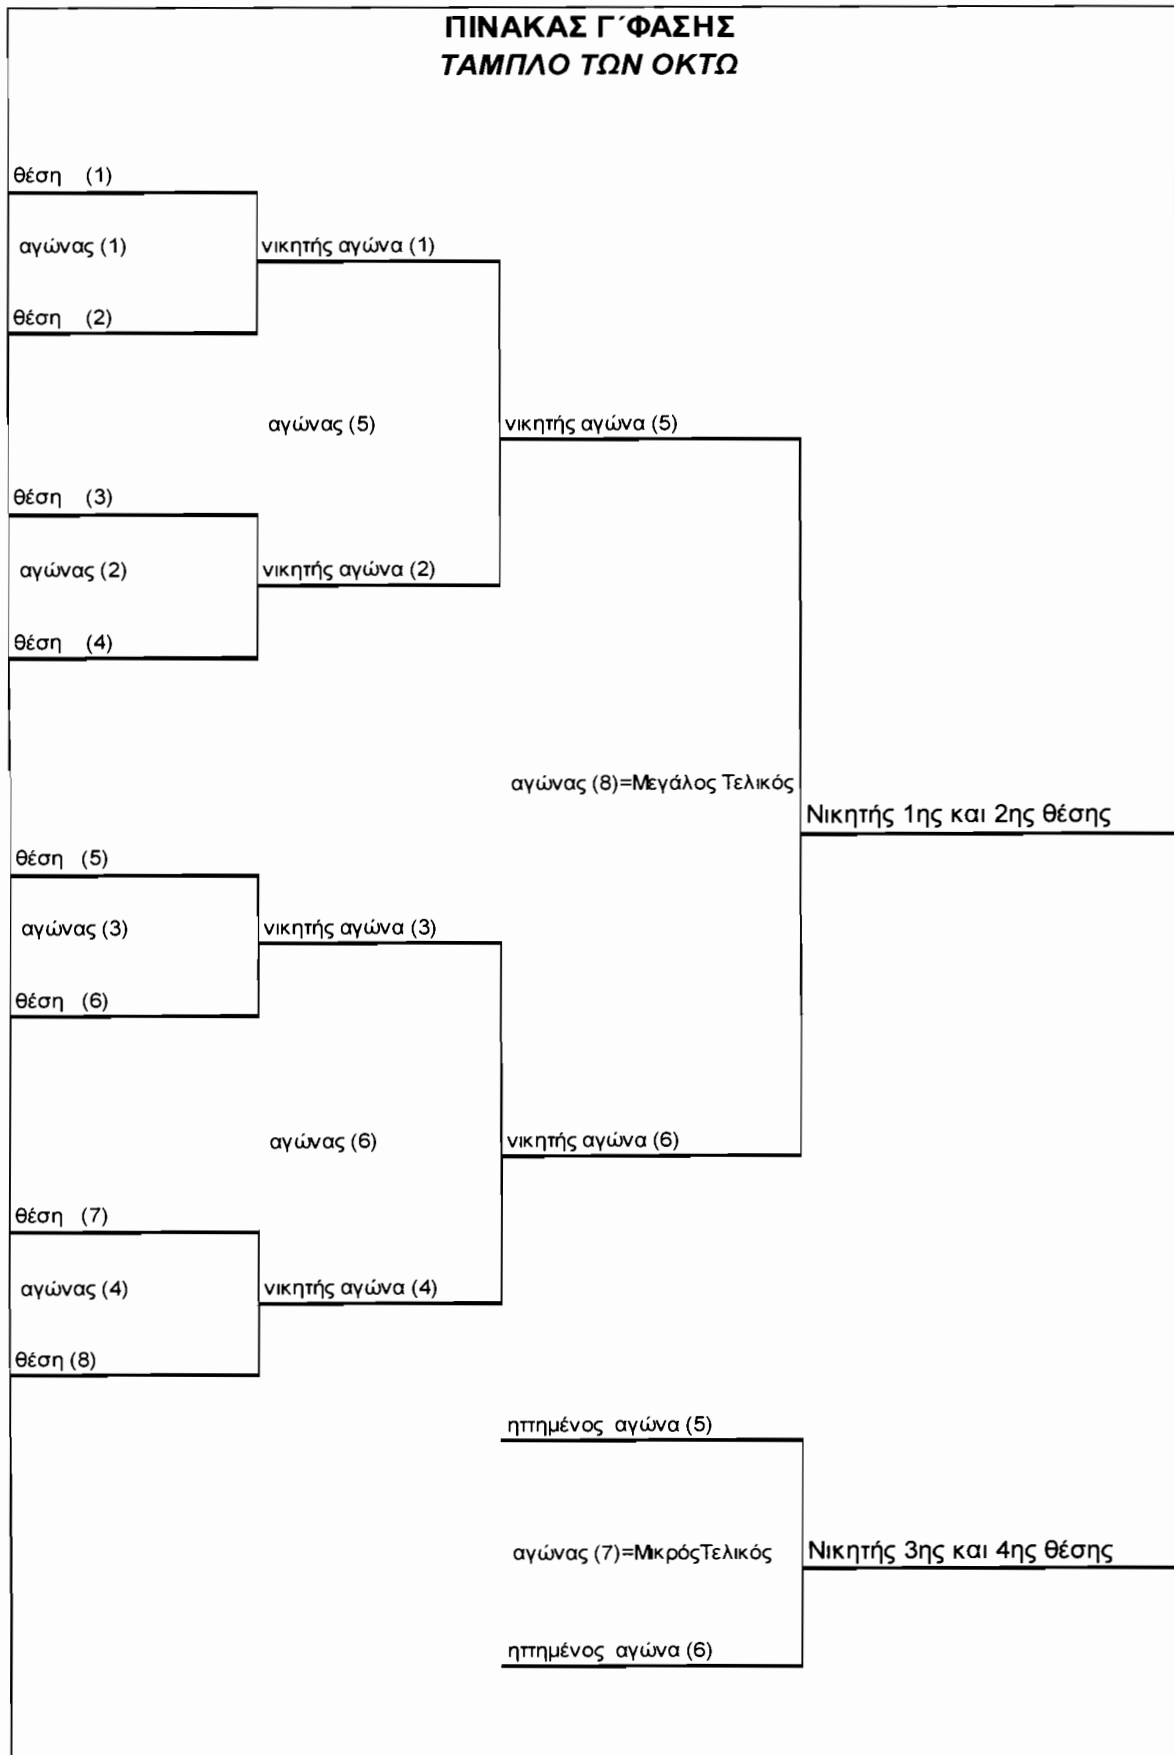 ΠΙΝΑΚΑΣ Γ΄ΦΑΣΗΣ
ΤΑΜΠΛΟ ΤΩΝ ΟΚΤΩ
θέση (1)
αγώνας (1)
νικητής αγώνα (1)
θέση (2)
αγώνας (5)
νικητής αγώνα (5)
θέση (3)
αγώνας (2)
νικητής αγώνα (2)
θέση (4)
αγώνας (8)=Μεγάλος Τελικός
Νικητής 1ης και 2ης θέσης
θέση (5)
αγώνας (3)
νικητής αγώνα (3)
θέση (6)
αγώνας (6)
νικητής αγώνα (6)
θέση (7)
αγώνας (4)
νικητής αγώνα (4)
θέση (8)
ηττημένος αγώνα (5)
αγώνας (7)=ΜικρόςΤελικός
Νικητής 3ης και 4ης θέσης
ηττημένος αγώνα (6)